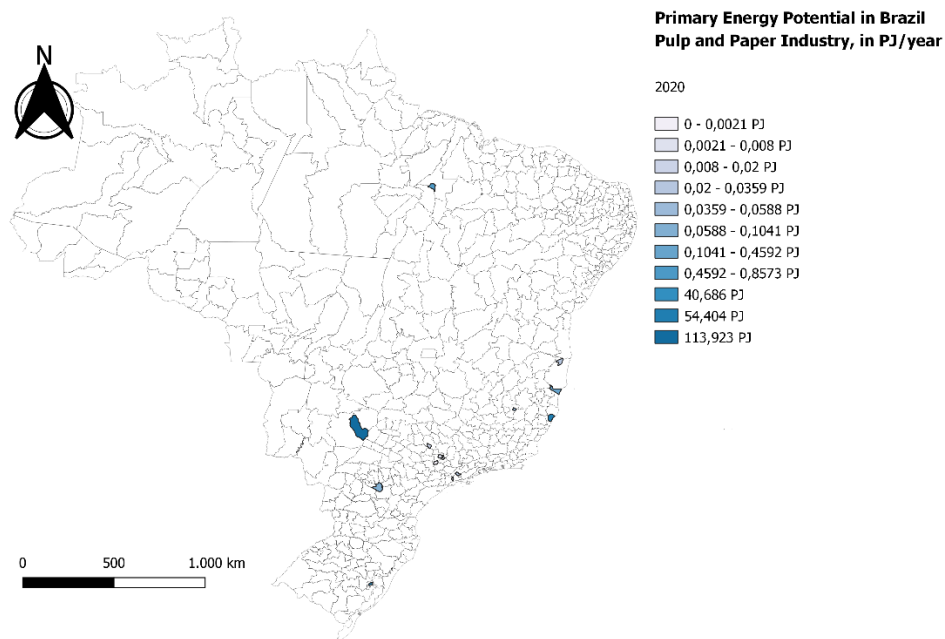 Primary Energy Potential in Brazil
Pulp and Paper Industry, in PJ/year
N
2020
0 - 0,0021 PJ
0,0021 - 0,008 PJ
0,008 - 0,02 PJ
0,02 - 0,0359 PJ
0,0359 - 0,0588 PJ
0,0588 - 0,1041 PJ
0,1041 - 0,4592 PJ
0,4592 - 0,8573 PJ
40,686 PJ
54,404 PJ
113,923 PJ
0 500 1.000 km